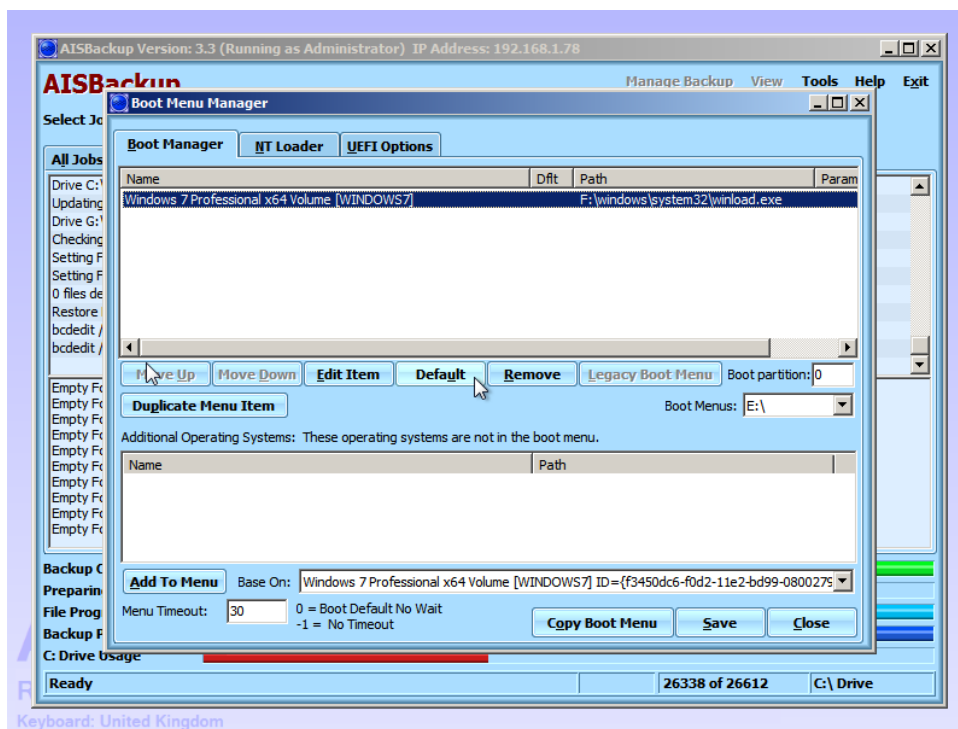 AISBackup Version: 3.3 (Running as Administrator) IP Address: 192.168.1.78
AISBackup
Manage Backup View Tools Help Exit
Boot Menu Manager
Select Jo
Boot Manager NT Loader UEFI Options
All Jobs
Name Dflt Path Param
Drive C:\
Windows 7 Professional x64 Volume [WINDOWS7] F:\windows\system32\winload.exe
Updating
Drive G:\
Checking
Setting F
Setting F
0 files de
Restore
bcdedit /
bcdedit /
Move Up Move Down Edit Item Default Remove Legacy Boot Menu Boot partition: 0
Empty Fo
Duplicate Menu Item Boot Menus: E:\
Empty Fo
Empty Fo
Empty Fo
Additional Operating Systems: These operating systems are not in the boot menu.
Empty Fo
Name Path
Empty Fo
Empty Fo
Empty Fo
Empty Fo
Empty Fo
Backup C
Add To Menu Base On: Windows 7 Professional x64 Volume [WINDOWS7] ID={f3450dc6-f0d2-11e2-bd99-0800279
Preparin
File Prog
Menu Timeout: 30 0 = Boot Default No Wait
-1 = No Timeout
Copy Boot Menu Save Close
Backup F
C: Drive Usage
Ready 26338 of 26612 C:\ Drive
Keyboard: United Kingdom